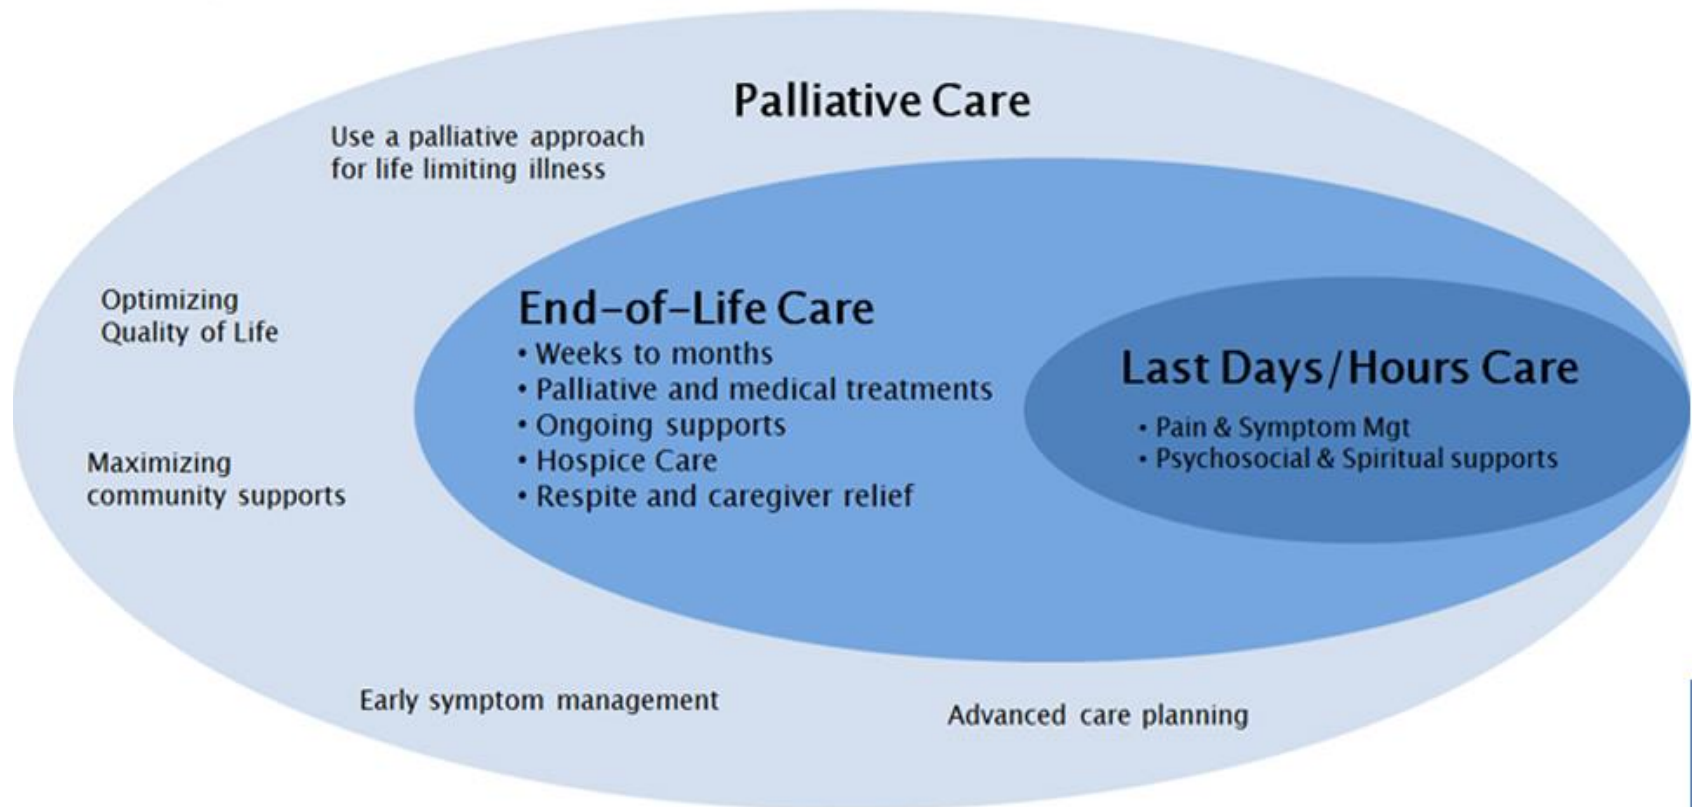 Palliative Care
Use a palliative approach
for life limiting illness
Optimizing
Quality of Life
Maximizing
community supports
End-of-Life Care
• Weeks to months
• Palliative and medical treatments
• Ongoing supports
• Hospice Care
• Respite and caregiver relief
Last Days/Hours Care
• Pain & Symptom Mgt
• Psychosocial & Spiritual supports
Early symptom management
Advanced care planning